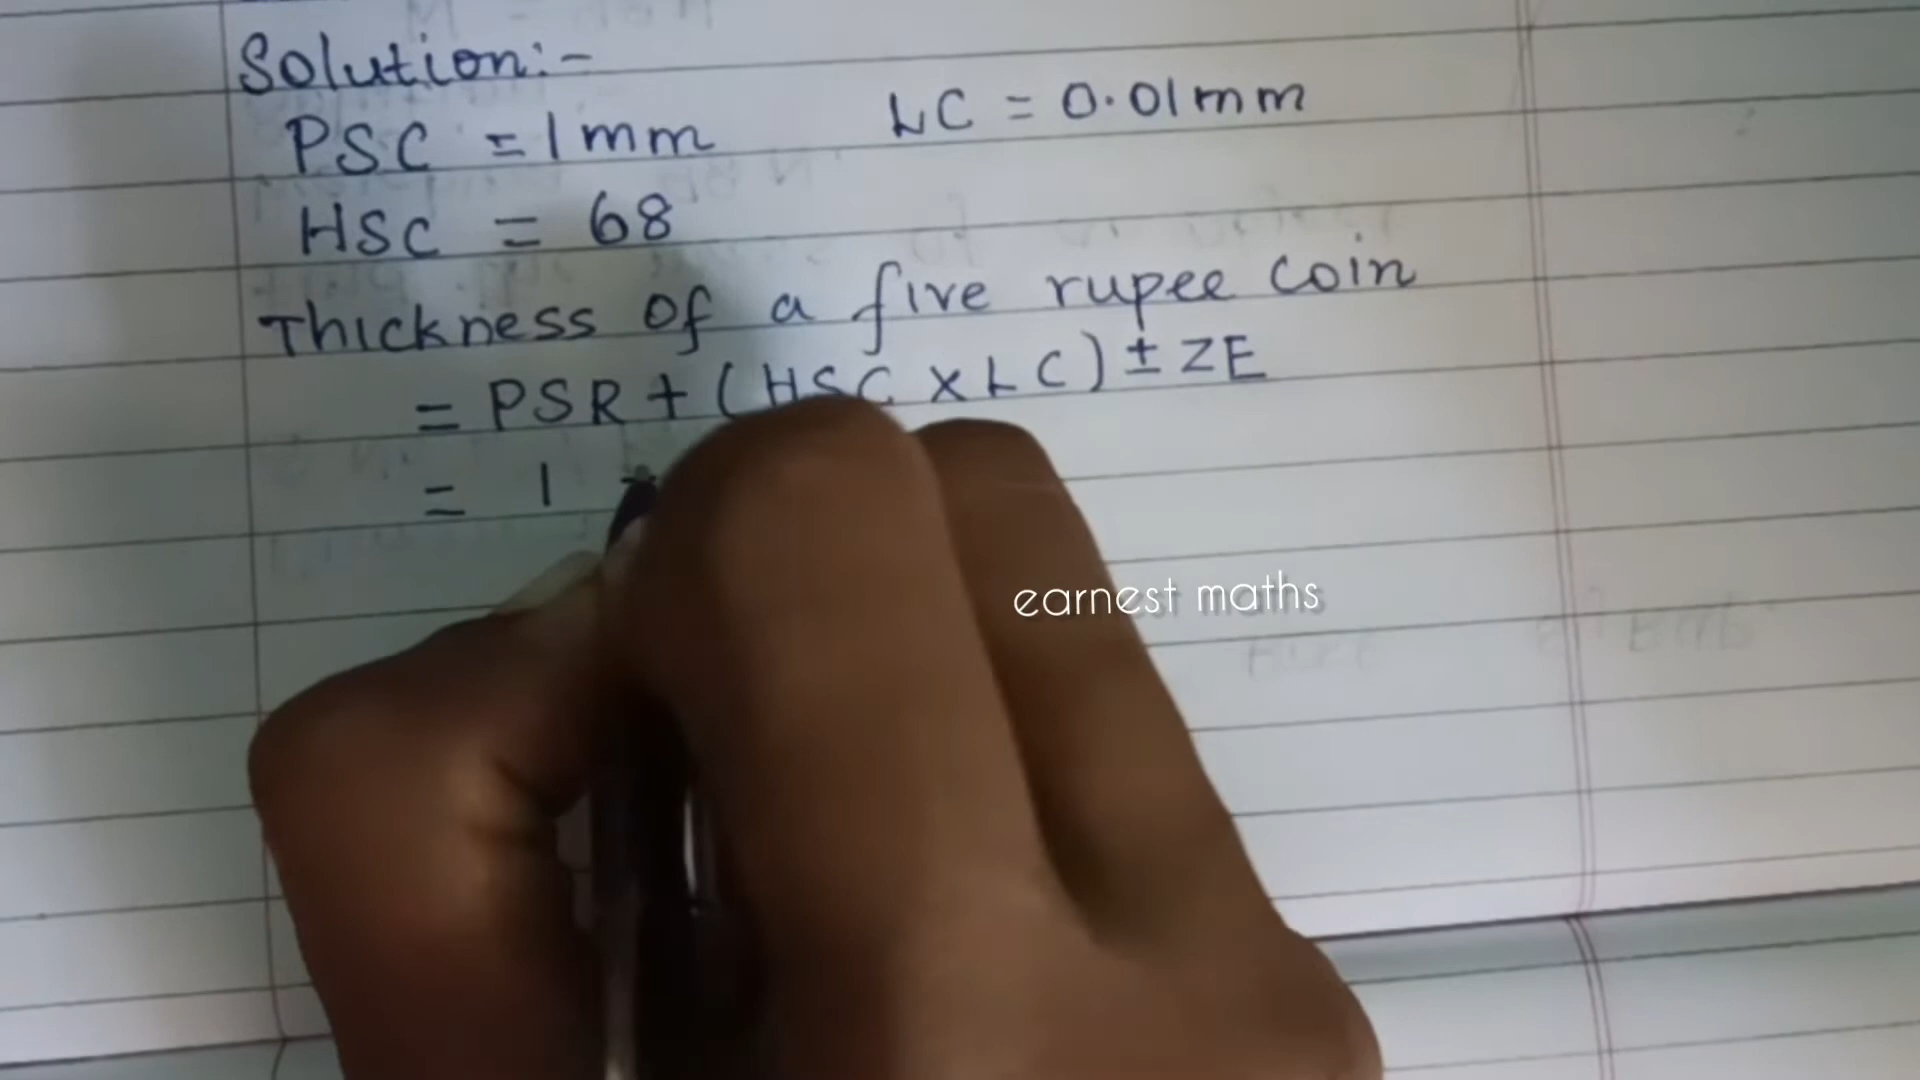 Solution:-
PSC = 1mm LC = 0.01mm
HSC = 68
Thickness of a five rupee coin
= PSR + (HSC X LC) ± ZE
= 1 +
earnest maths